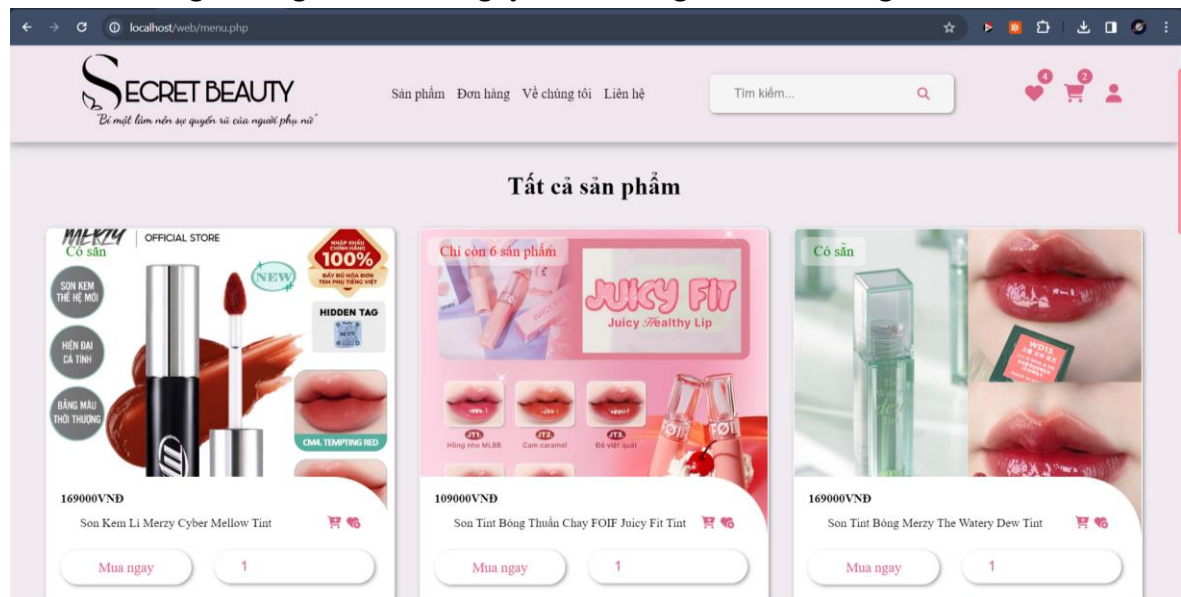 localhost/web/menu.php
SECRET BEAUTY
"Bí mật làm nên sự quyến rũ của người phụ nữ"
Sản phẩm Đơn hàng Về chúng tôi Liên hệ
Tìm kiếm...
4 2
Tất cả sản phẩm
MERZY OFFICIAL STORE
Có sẵn
SON KEM
THẾ HỆ MỚI
HIỆN ĐẠI
CÁ TÍNH
BẢNG MÀU
THỜI THƯỢNG
NEW
NHẬP KHẨU
CHÍNH HÃNG
100%
ĐẦY ĐỦ HÓA ĐƠN
TEM PHỤ TIẾNG VIỆT
HIDDEN TAG
CM4. TEMPTING RED
169000VNĐ
Son Kem Lì Merzy Cyber Mellow Tint
Mua ngay 1
Chỉ còn 6 sản phẩm
JUICY FIT
Juicy Healthy Lip
JT1 JT2 JT3
Hồng nho MLBB Cam caramel Đỏ việt quất
FOIF
109000VNĐ
Son Tint Bóng Thuần Chay FOIF Juicy Fit Tint
Mua ngay 1
Có sẵn
WD13.
169000VNĐ
Son Tint Bóng Merzy The Watery Dew Tint
Mua ngay 1